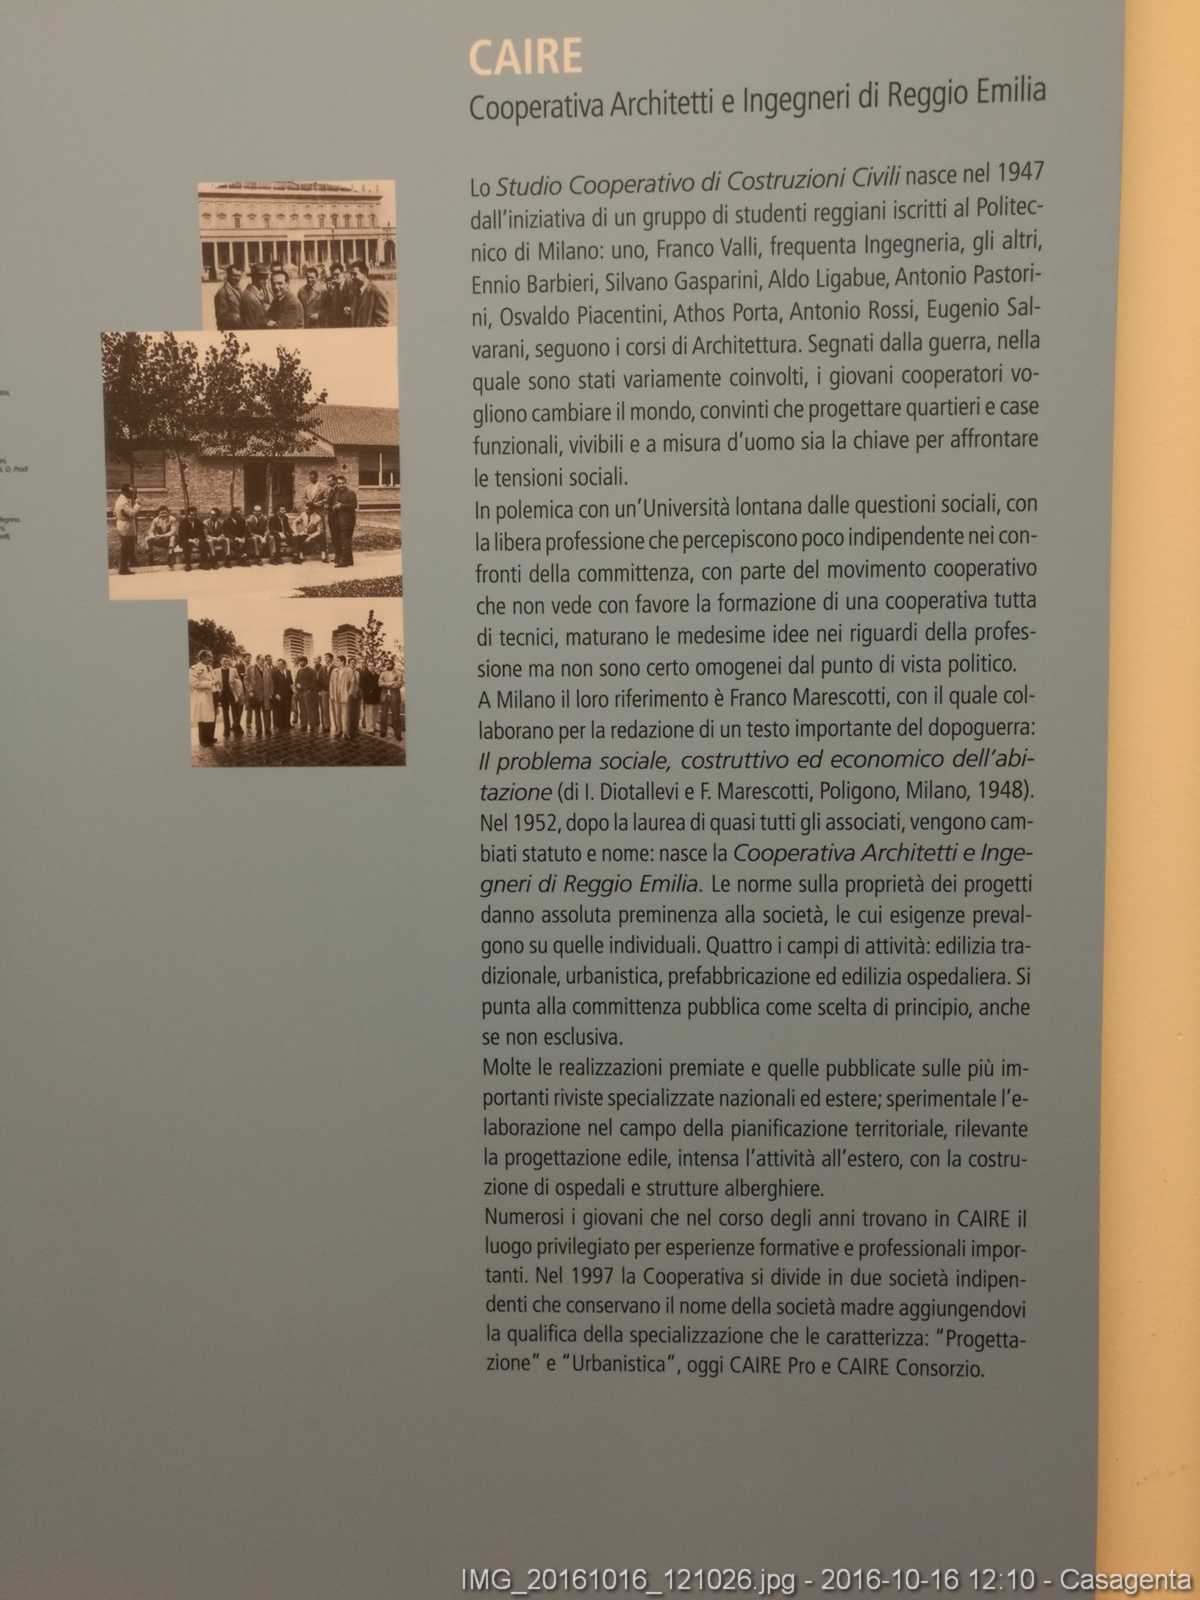 CAIRE
Cooperativa Architetti e Ingegneri di Reggio Emilia
Lo Studio Cooperativo di Costruzioni Civili nasce nel 1947
dall'iniziativa di un gruppo di studenti reggiani iscritti al Politec-
nico di Milano: uno, Franco Valli, frequenta Ingegneria, gli altri,
Ennio Barbieri, Silvano Gasparini, Aldo Ligabue, Antonio Pastori-
ni, Osvaldo Piacentini, Athos Porta, Antonio Rossi, Eugenio Sal-
varani, seguono i corsi di Architettura. Segnati dalla guerra, nella
quale sono stati variamente coinvolti, i giovani cooperatori vo-
gliono cambiare il mondo, convinti che progettare quartieri e case
funzionali, vivibili e a misura d'uomo sia la chiave per affrontare
le tensioni sociali.
In polemica con un'Università lontana dalle questioni sociali, con
la libera professione che percepiscono poco indipendente nei con-
fronti della committenza, con parte del movimento cooperativo
che non vede con favore la formazione di una cooperativa tutta
di tecnici, maturano le medesime idee nei riguardi della profes-
sione ma non sono certo omogenei dal punto di vista politico.
A Milano il loro riferimento è Franco Marescotti, con il quale col-
laborano per la redazione di un testo importante del dopoguerra:
Il problema sociale, costruttivo ed economico dell'abi-
tazione (di I. Diotallevi e F. Marescotti, Poligono, Milano, 1948).
Nel 1952, dopo la laurea di quasi tutti gli associati, vengono cam-
biati statuto e nome: nasce la Cooperativa Architetti e Inge-
gneri di Reggio Emilia. Le norme sulla proprietà dei progetti
danno assoluta preminenza alla società, le cui esigenze preval-
gono su quelle individuali. Quattro i campi di attività: edilizia tra-
dizionale, urbanistica, prefabbricazione ed edilizia ospedaliera. Si
punta alla committenza pubblica come scelta di principio, anche
se non esclusiva.
Molte le realizzazioni premiate e quelle pubblicate sulle più im-
portanti riviste specializzate nazionali ed estere; sperimentale l'e-
laborazione nel campo della pianificazione territoriale, rilevante
la progettazione edile, intensa l'attività all'estero, con la costru-
zione di ospedali e strutture alberghiere.
Numerosi i giovani che nel corso degli anni trovano in CAIRE il
luogo privilegiato per esperienze formative e professionali impor-
tanti. Nel 1997 la Cooperativa si divide in due società indipen-
denti che conservano il nome della società madre aggiungendovi
la qualifica della specializzazione che le caratterizza: "Progetta-
zione" e "Urbanistica", oggi CAIRE Pro e CAIRE Consorzio.
IMG_20161016_121026.jpg - 2016-10-16 12:10 - Casagenta